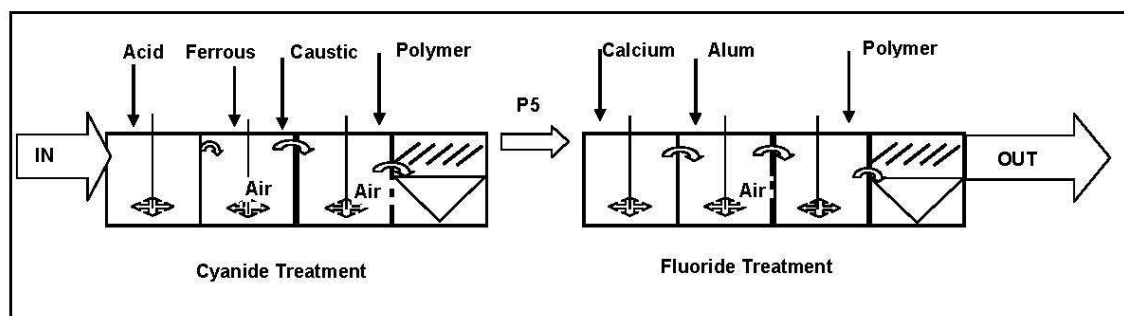 Acid Ferrous Caustic Polymer
P5
Calcium Alum Polymer
IN
Air Air
Air
OUT
Cyanide Treatment
Fluoride Treatment